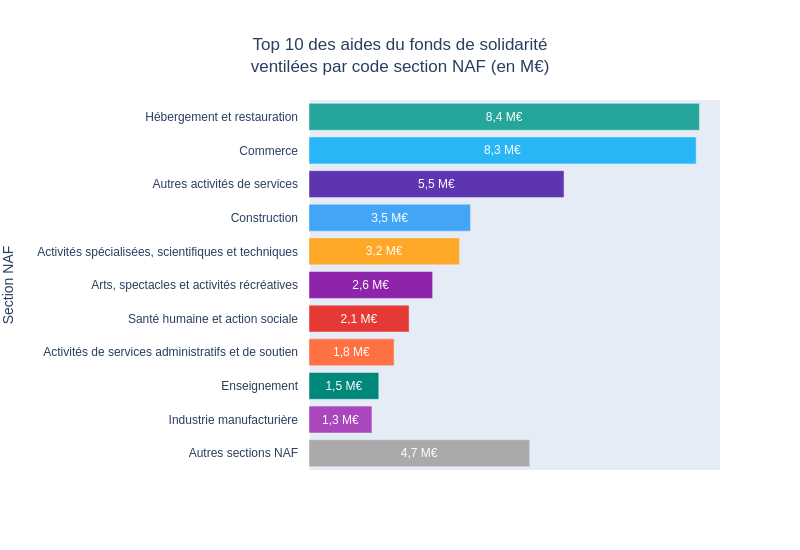 Top 10 des aides du fonds de solidarité
ventilées par code section NAF (en M€)
Section NAF
Hébergement et restauration 8,4 M€
Commerce 8,3 M€
Autres activités de services 5,5 M€
Construction 3,5 M€
Activités spécialisées, scientifiques et techniques 3,2 M€
Arts, spectacles et activités récréatives 2,6 M€
Santé humaine et action sociale 2,1 M€
Activités de services administratifs et de soutien 1,8 M€
Enseignement 1,5 M€
Industrie manufacturière 1,3 M€
Autres sections NAF 4,7 M€